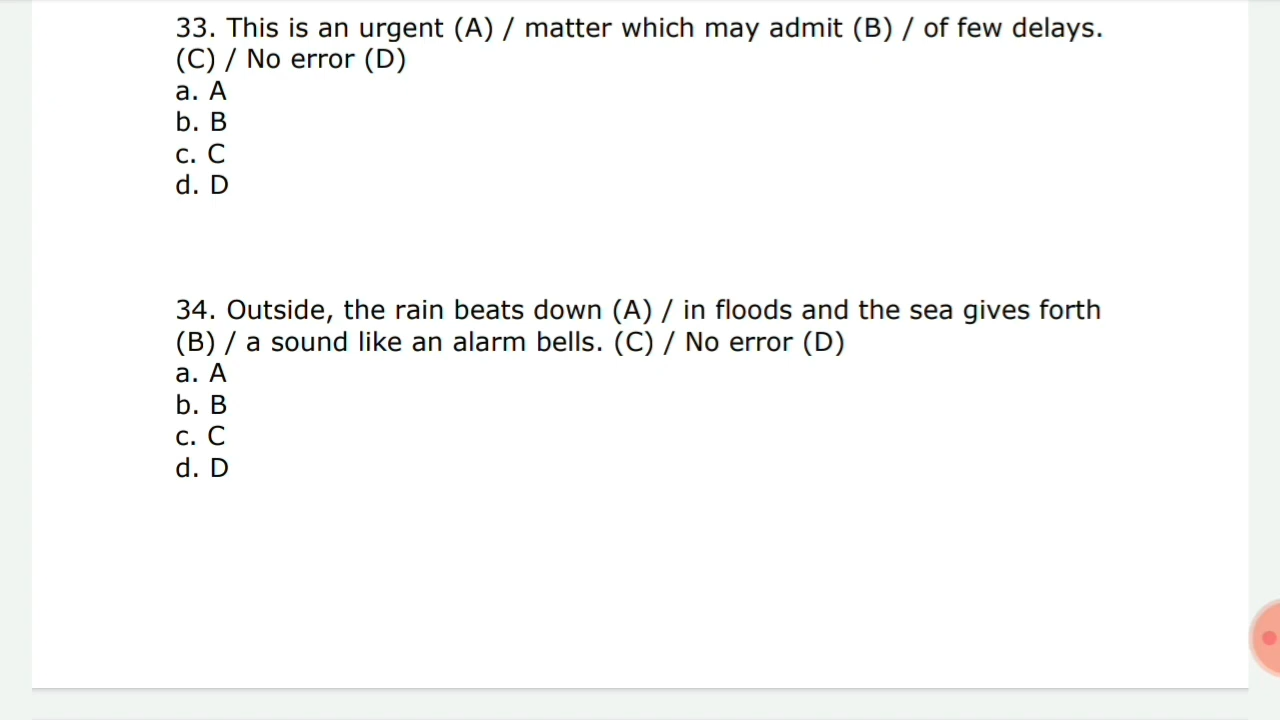 33. This is an urgent (A) / matter which may admit (B) / of few delays.
(C) / No error (D)
a. A
b. B
c. C
d. D
34. Outside, the rain beats down (A) / in floods and the sea gives forth
(B) / a sound like an alarm bells. (C) / No error (D)
a. A
b. B
c. C
d. D